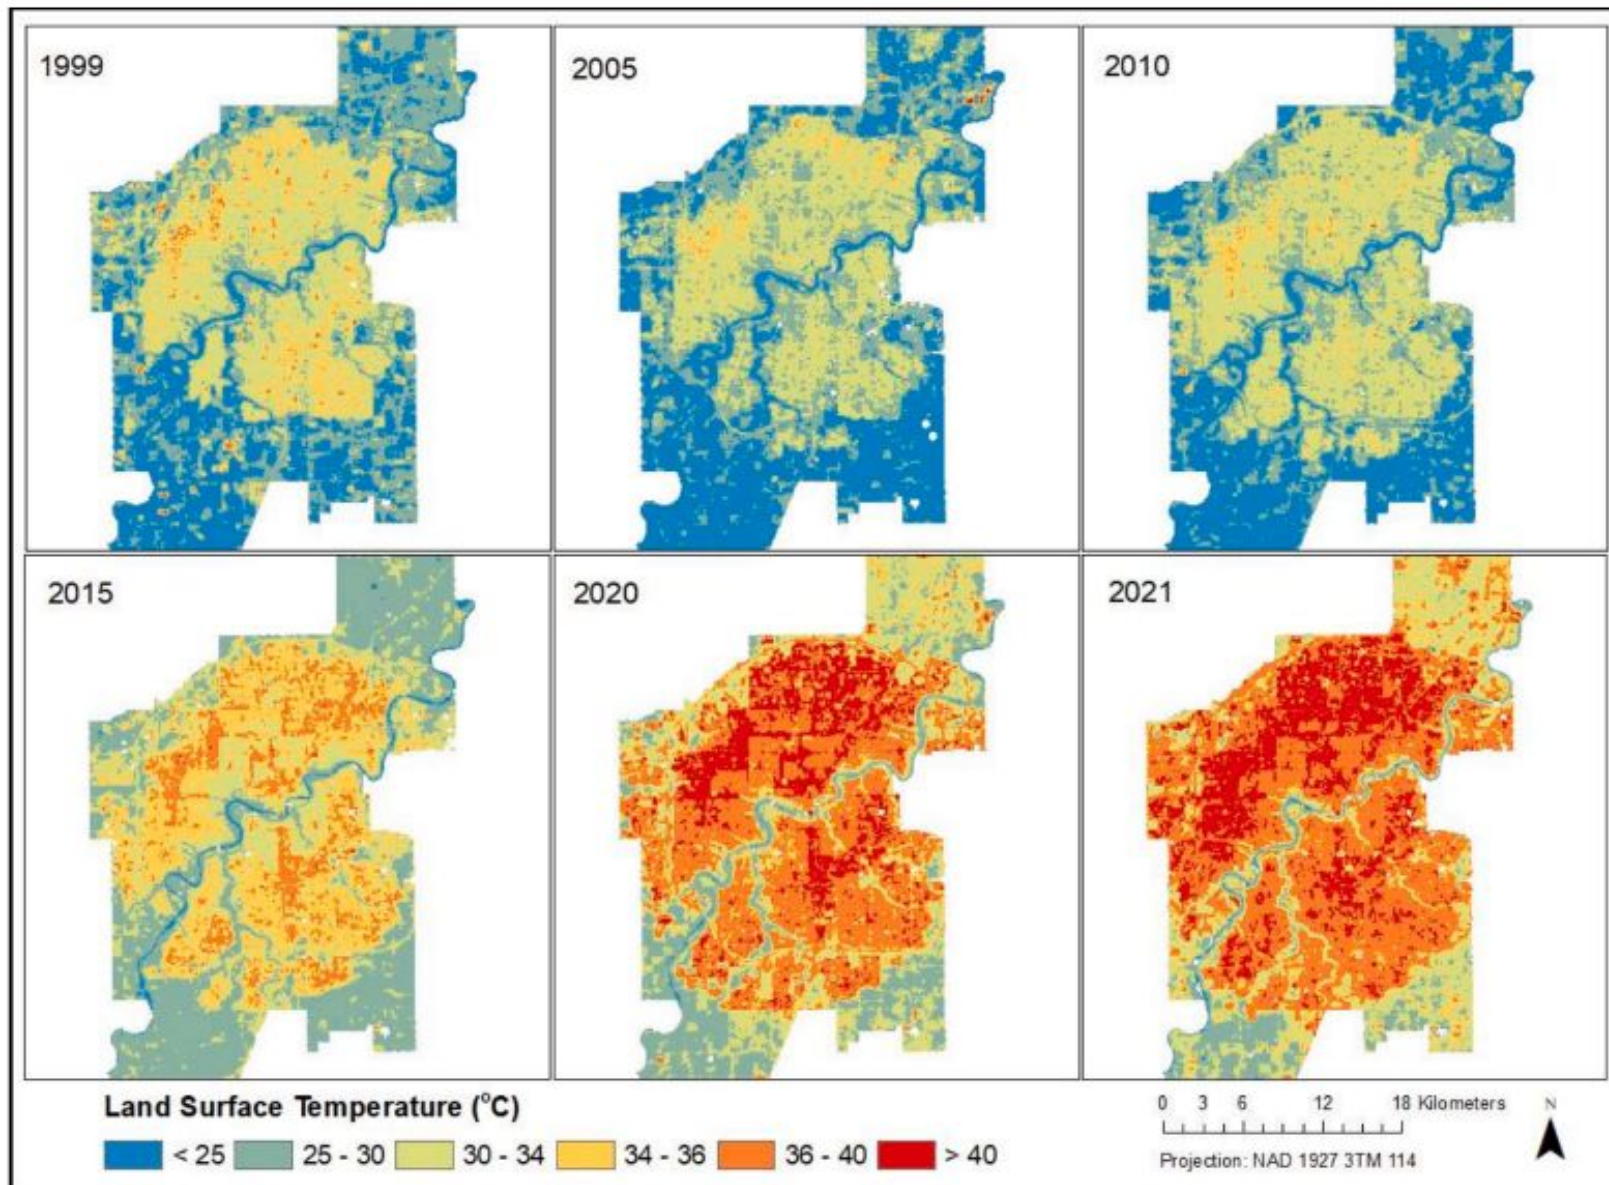 1999
2005
2010
2015
2020
2021
Land Surface Temperature (°C)
< 25
25 - 30
30 - 34
34 - 36
36 - 40
> 40
0 3 6 12 18 Kilometers
Projection: NAD 1927 3TM 114
N